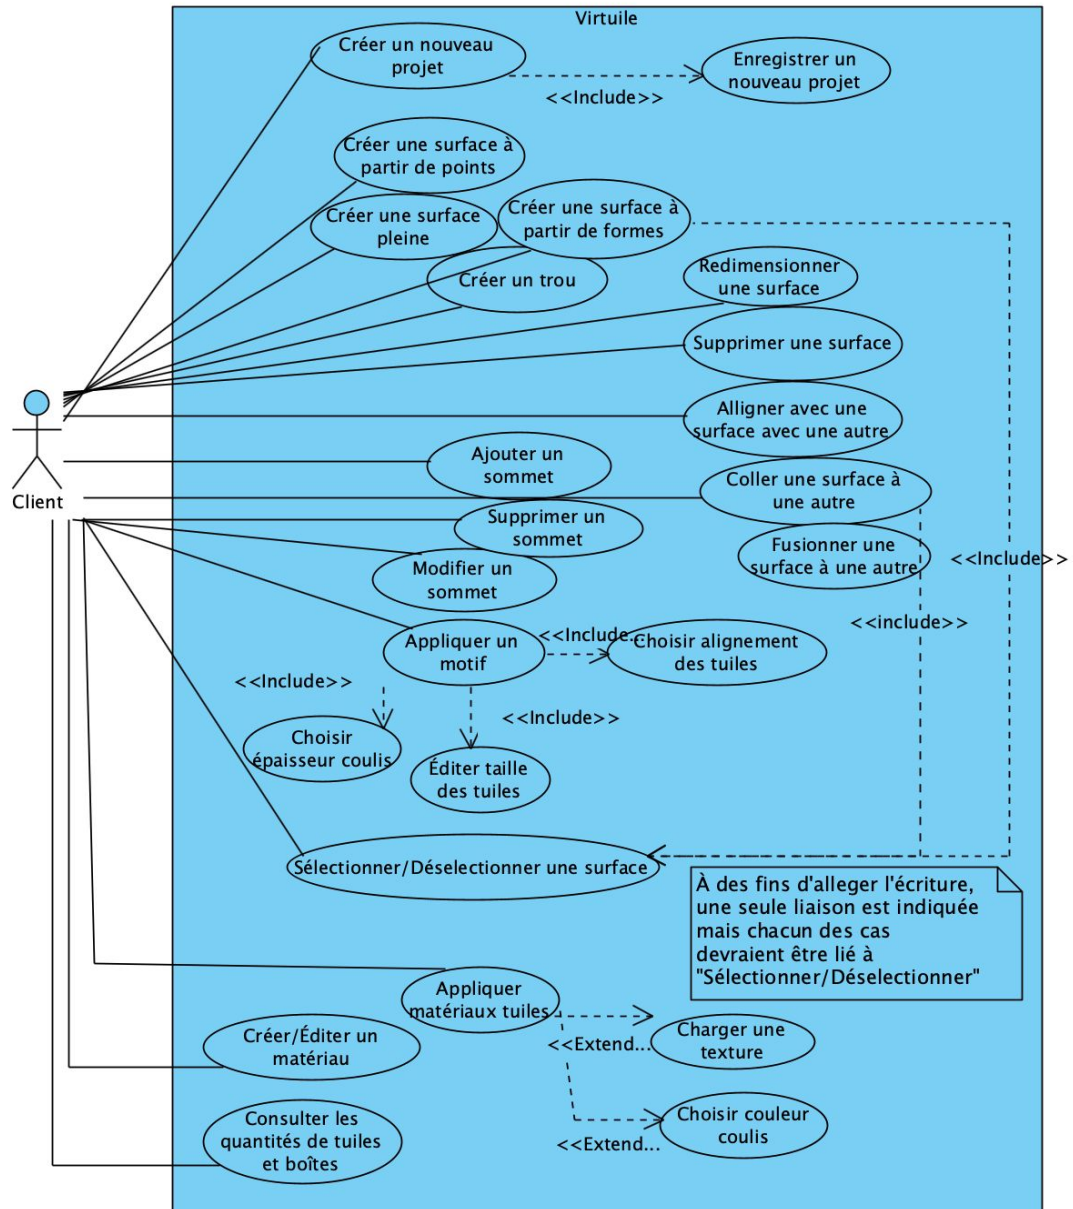 Virtuile
Créer un nouveau
projet
Enregistrer un
nouveau projet
<<Include>>
Créer une surface à
partir de points
Créer une surface
pleine
Créer une surface à
partir de formes
Créer un trou
Redimensionner
une surface
Supprimer une surface
Alligner avec une
surface avec une autre
Client
Ajouter un
sommet
Coller une surface à
une autre
Supprimer un
sommet
Fusionner une
surface à une autre
<<Include>>
Modifier un
sommet
<<include>>
Appliquer un
motif
<<Include...
Choisir alignement
des tuiles
<<Include>>
<<Include>>
Choisir
épaisseur coulis
Éditer taille
des tuiles
Sélectionner/Déselectionner une surface
À des fins d'alleger l'écriture,
une seule liaison est indiquée
mais chacun des cas
devraient être lié à
"Sélectionner/Déselectionner"
Appliquer
matériaux tuiles
Créer/Éditer un
matériau
<<Extend...
Charger une
texture
Consulter les
quantités de tuiles
et boîtes
<<Extend...
Choisir couleur
coulis